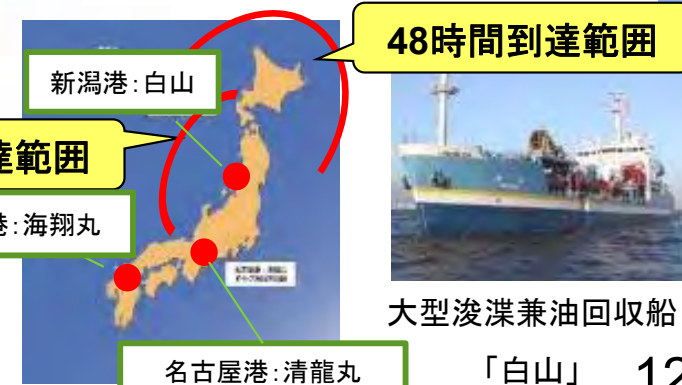 48時間到達範囲
新潟港：白山
達範囲
港：海翔丸
名古屋港：清龍丸
大型浚渫兼油回収船
「白山」 12